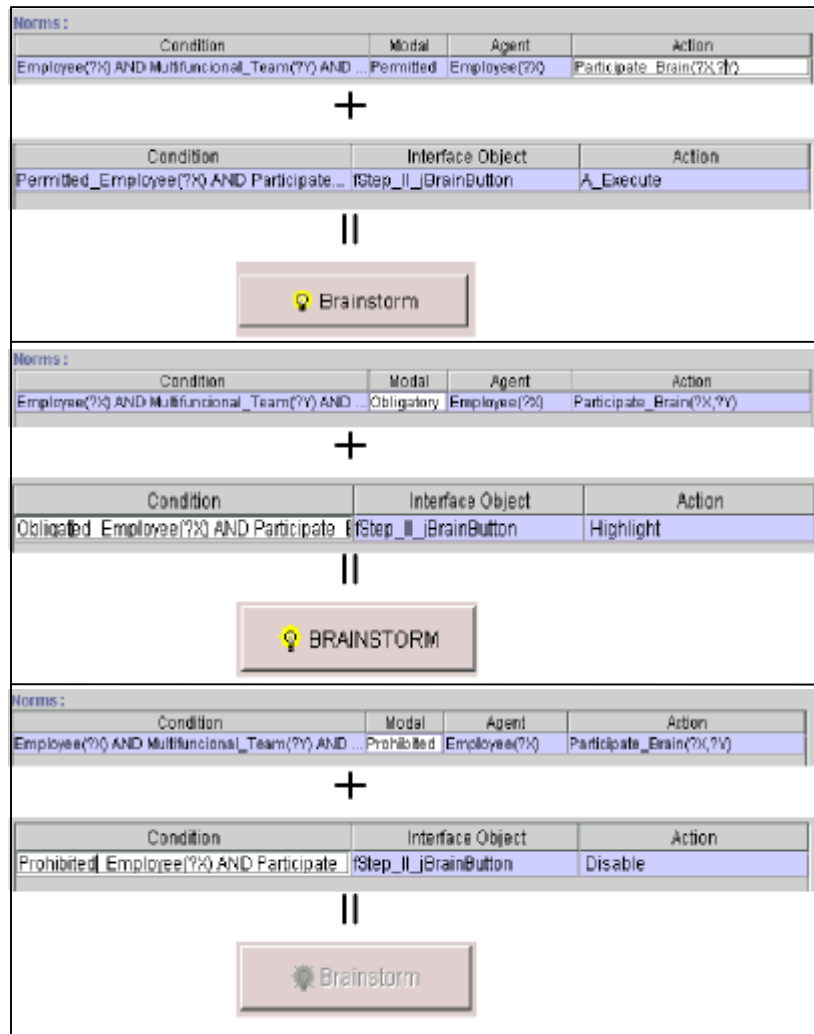 Norms:
Condition Modal Agent Action
Employee(?X) AND Multifuncional_Team(?Y) AND ... Permitted Employee(?X) Participate_Brain(?X,?Y)
+
Condition Interface Object Action
Permitted_Employee(?X) AND Participate... fStep_II_jBrainButton A_Execute
||
Brainstorm
Norms:
Condition Modal Agent Action
Employee(?X) AND Multifuncional_Team(?Y) AND ... Obligatory Employee(?X) Participate_Brain(?X,?Y)
+
Condition Interface Object Action
Obligated_Employee(?X) AND Participate_ fStep_II_jBrainButton Highlight
||
BRAINSTORM
Norms:
Condition Modal Agent Action
Employee(?X) AND Multifuncional_Team(?Y) AND ... Prohibited Employee(?X) Participate_Brain(?X,?Y)
+
Condition Interface Object Action
Prohibited_Employee(?X) AND Participate_ fStep_II_jBrainButton Disable
||
Brainstorm